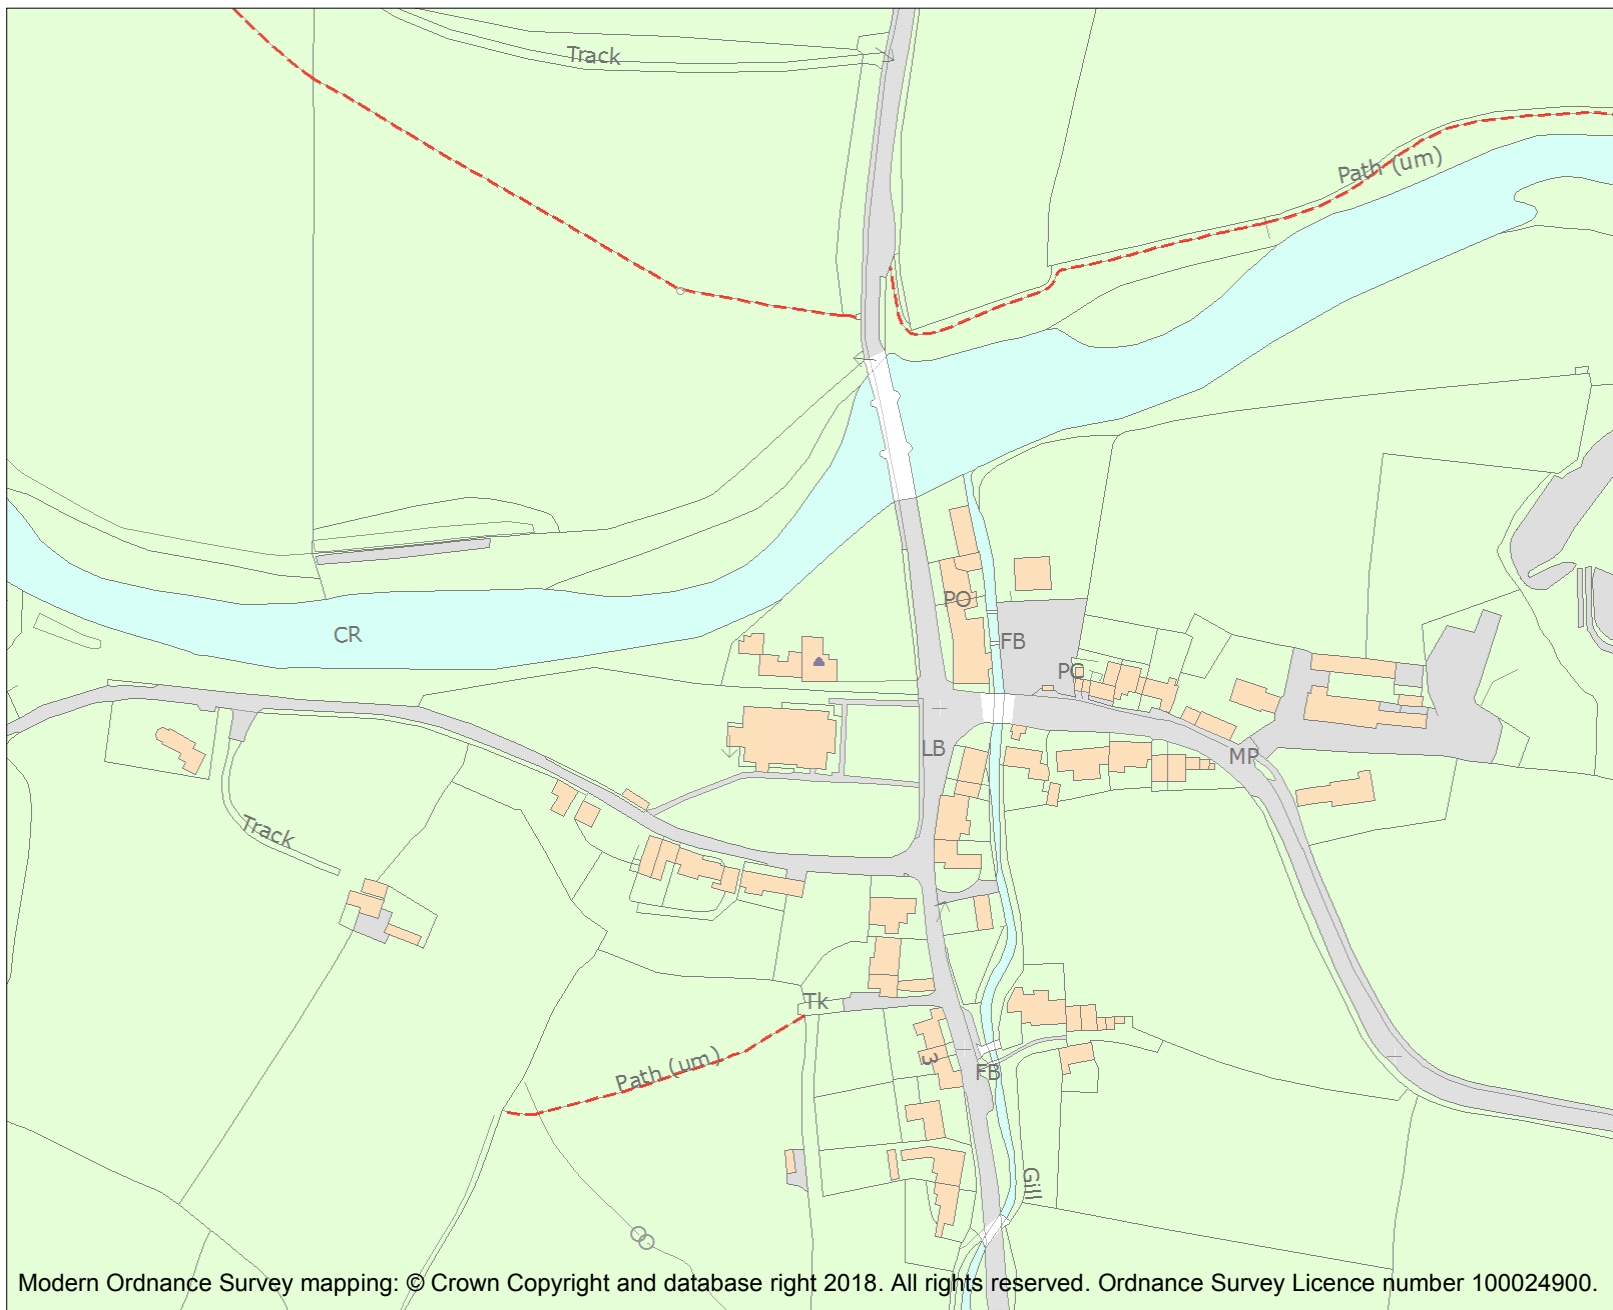 Track
Path (um)
PO
CR
FB
PC
LB
MP
Track
Tk
Path (um)
3
FB
Gill
Modern Ordnance Survey mapping: © Crown Copyright and database right 2018. All rights reserved. Ordnance Survey Licence number 100024900.